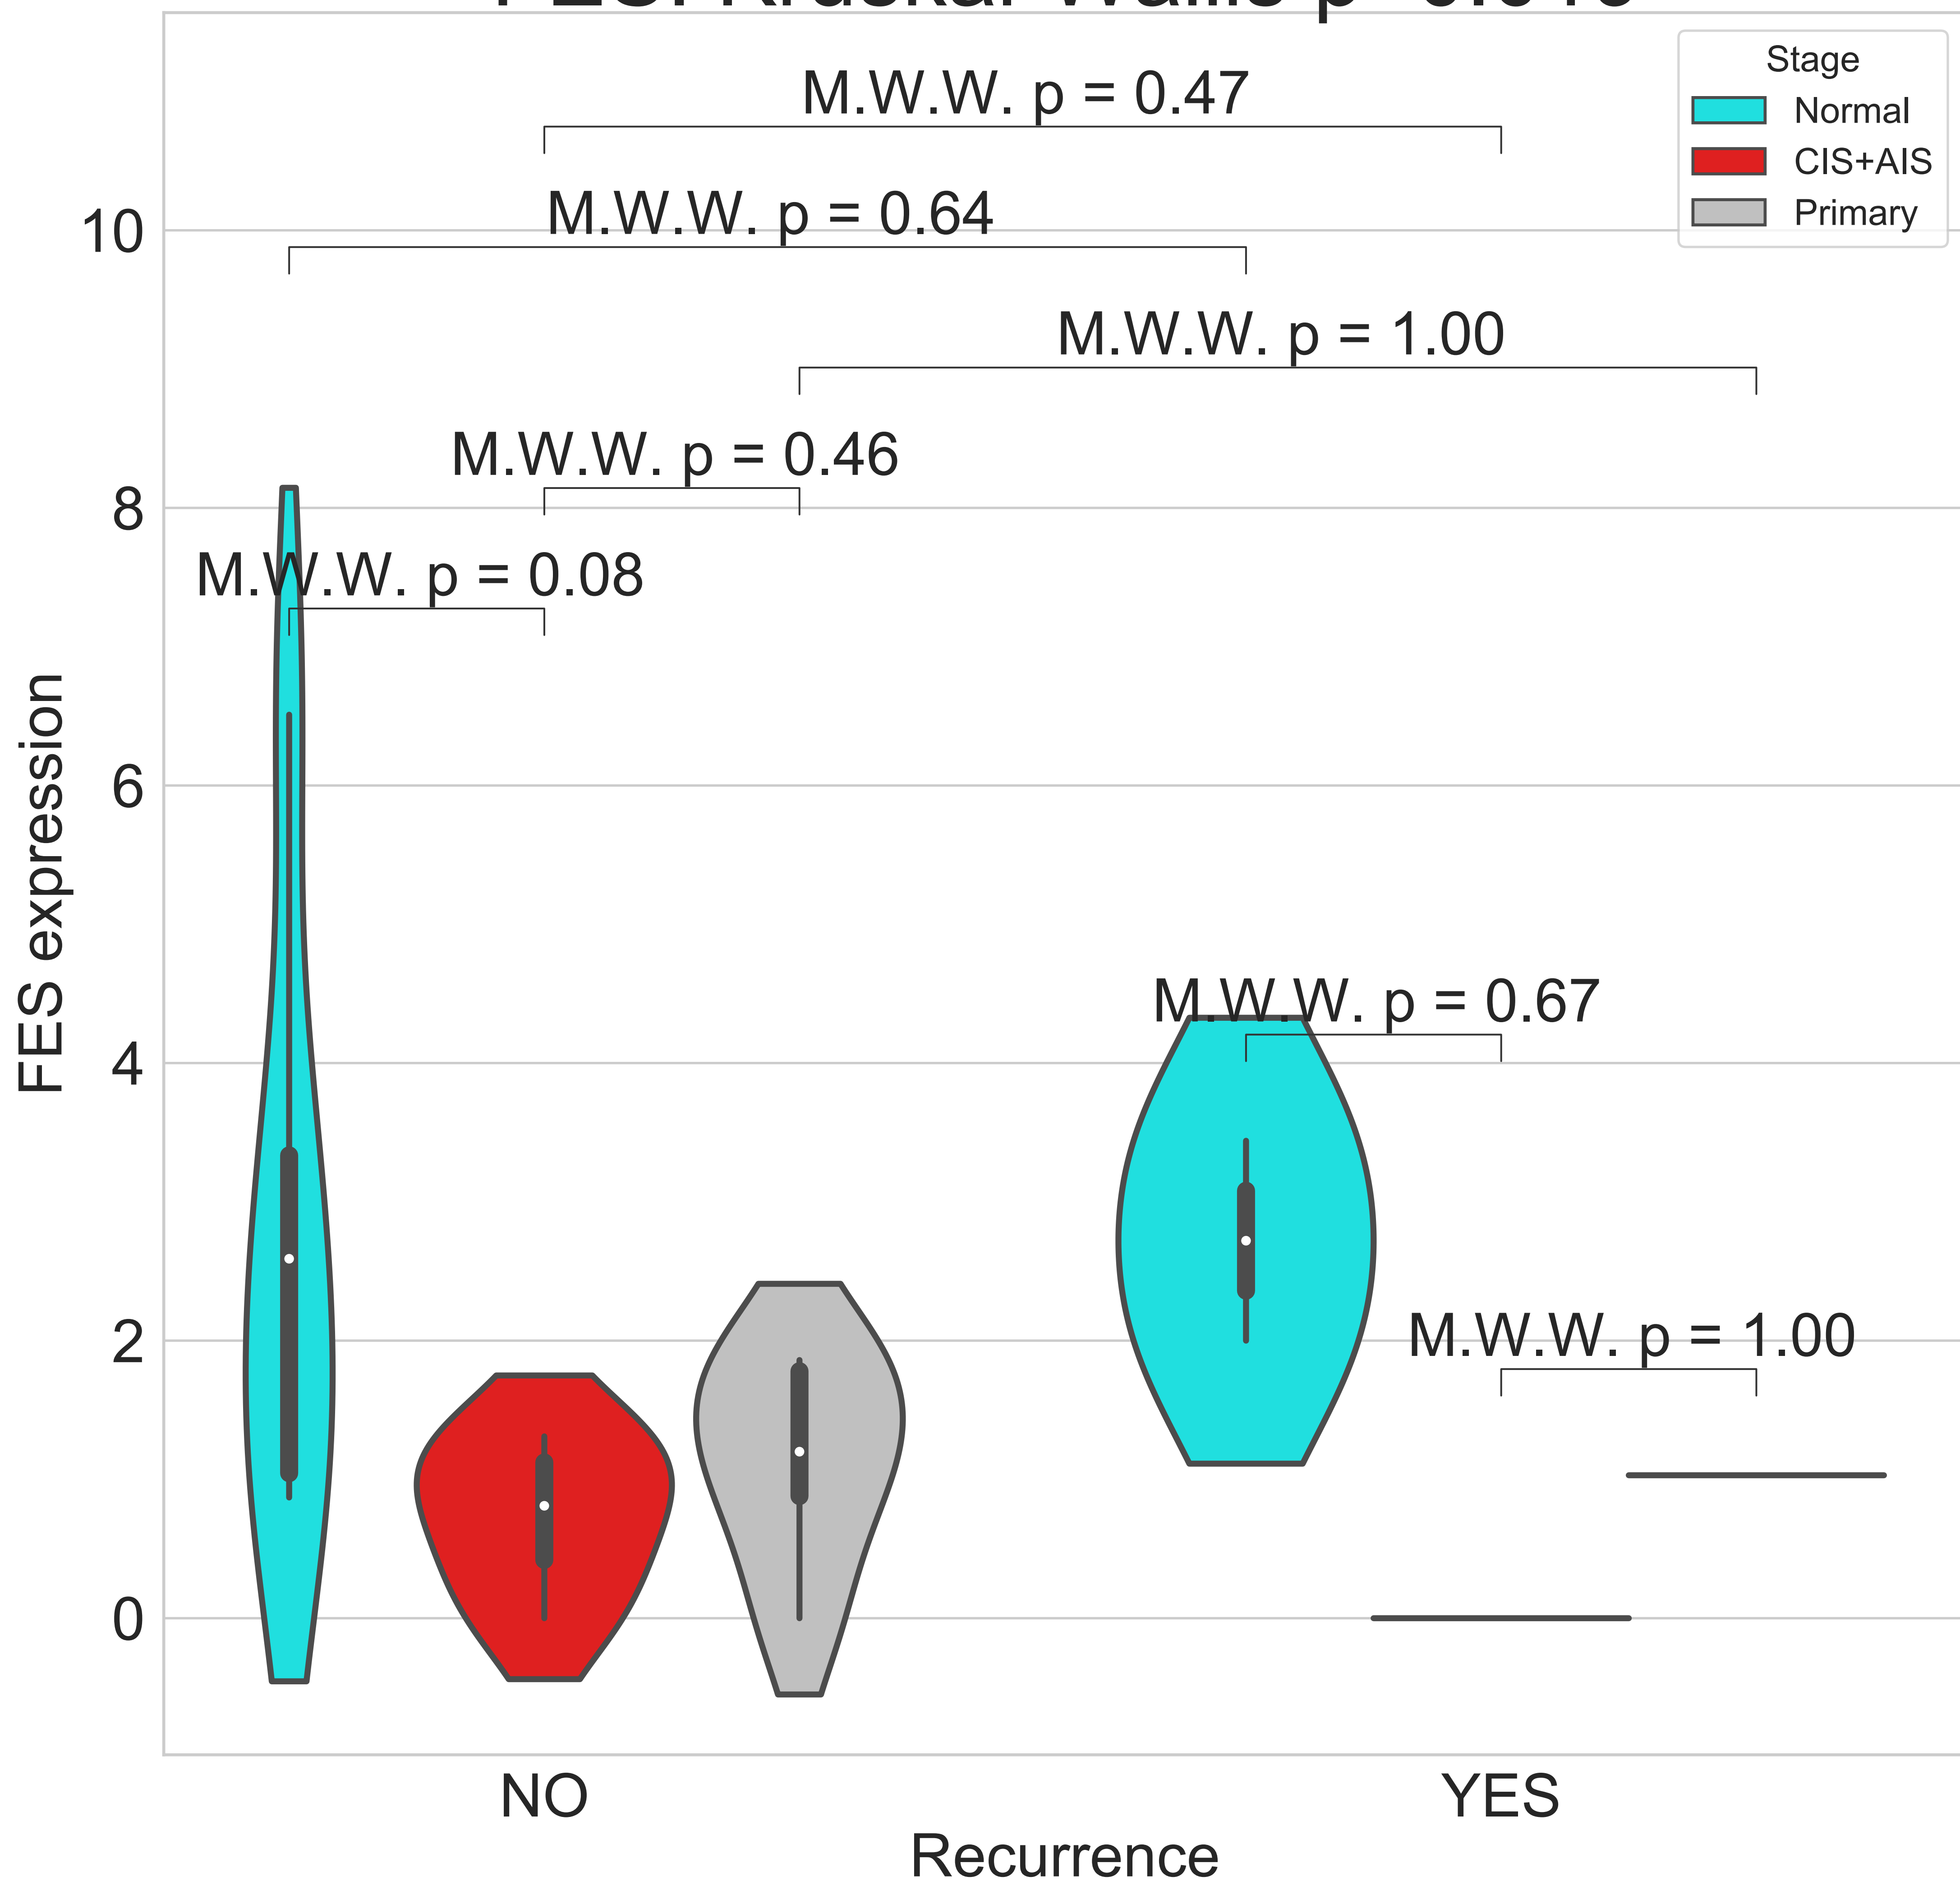 Stage
Normal
CIS+AIS
Primary
M.W.W. p = 0.47
M.W.W. p = 0.64
M.W.W. p = 1.00
M.W.W. p = 0.46
M.W.W. p = 0.08
M.W.W. p = 0.67
M.W.W. p = 1.00
10
8
6
4
2
0
FES expression
NO
YES
Recurrence